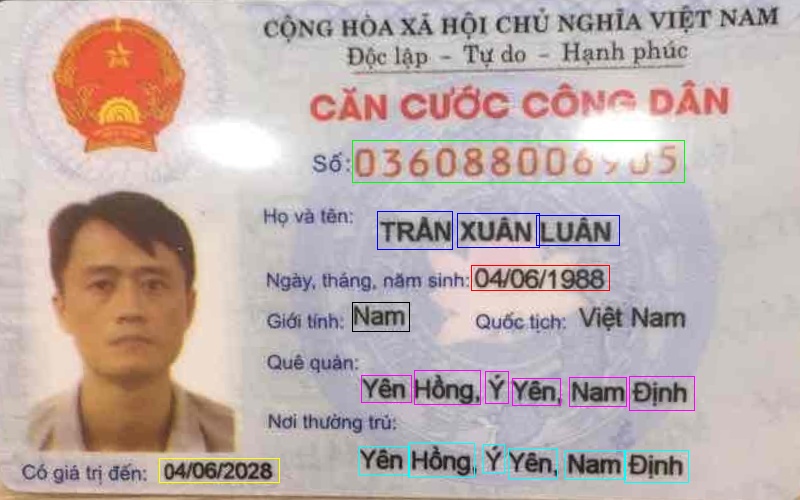 CỘNG HÒA XÃ HỘI CHỦ NGHĨA VIỆT NAM
Độc lập - Tự do - Hạnh phúc
CĂN CƯỚC CÔNG DÂN
Số:
Họ và tên: TRẦN XUÂN LUÂN
Ngày, tháng, năm sinh: 04/06/1988
Giới tính: Nam Quốc tịch: Việt Nam
Quê quán:
Yên Hồng, Ý Yên, Nam Định
Nơi thường trú:
Yên Hồng, Ý Yên, Nam Định
Có giá trị đến: 04/06/2028